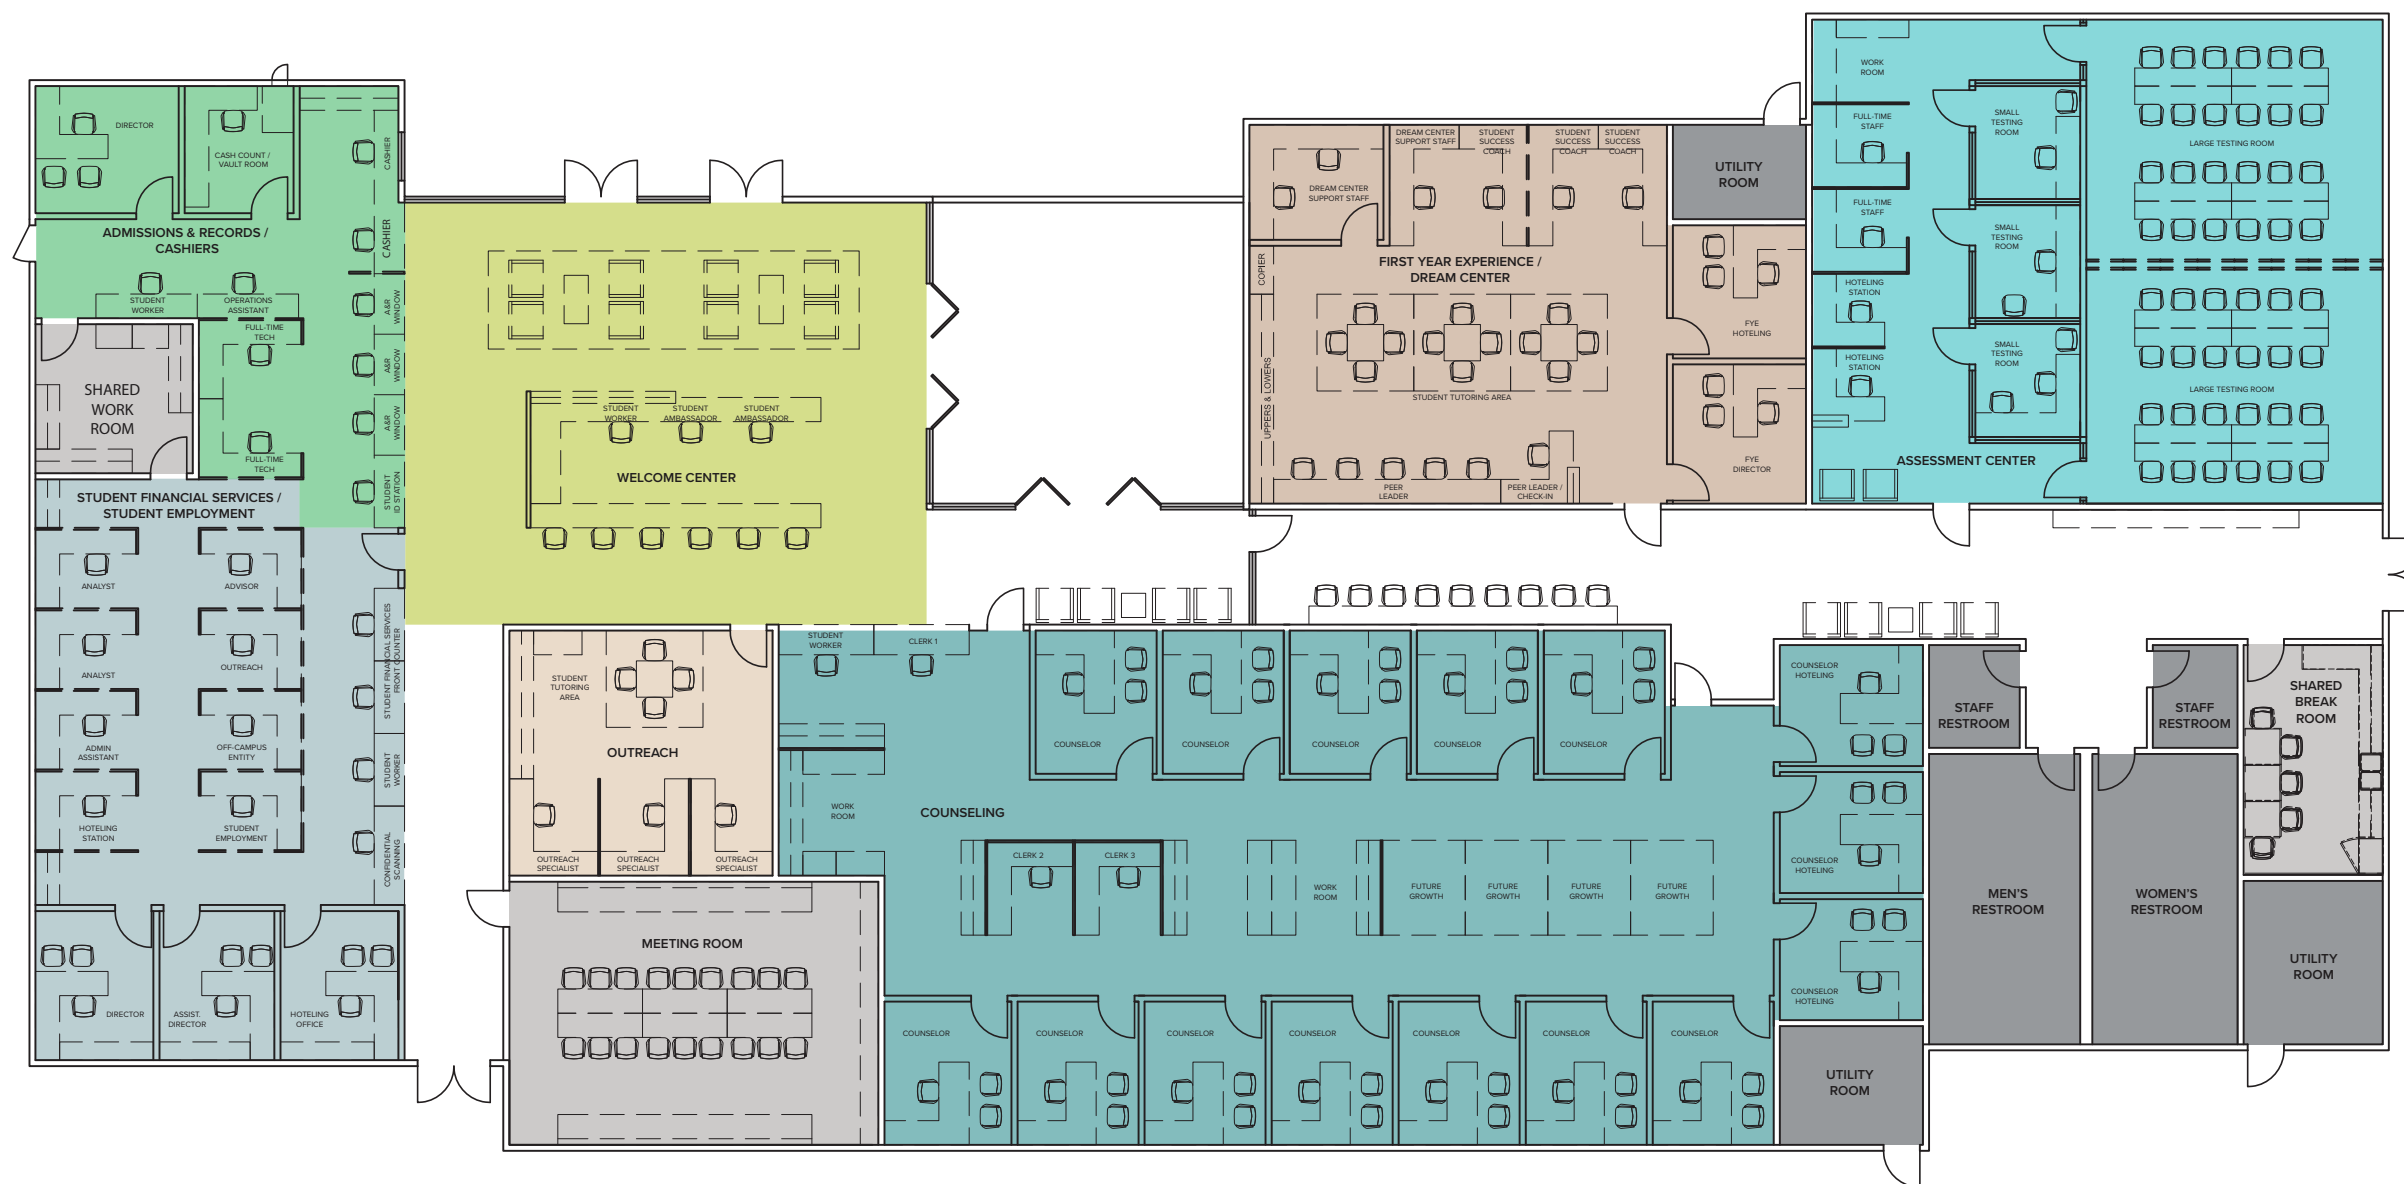 DIRECTOR
CASH COUNT /
VAULT ROOM
CASHIER
ADMISSIONS & RECORDS /
CASHIERS
CASHIER
STUDENT
WORKER
OPERATIONS
ASSISTANT
A&R
WINDOW
FULL-TIME
TECH
A&R
WINDOW
SHARED
WORK
ROOM
A&R
WINDOW
FULL-TIME
TECH
STUDENT
ID STATION
STUDENT FINANCIAL SERVICES /
STUDENT EMPLOYMENT
ANALYST
ADVISOR
ANALYST
OUTREACH
STUDENT FINANCIAL SERVICES
FRONT COUNTER
ADMIN
ASSISTANT
OFF-CAMPUS
ENTITY
STUDENT
WORKER
HOTELING
STATION
STUDENT
EMPLOYMENT
CONFIDENTIAL
SCANNING
DIRECTOR
ASSIST.
DIRECTOR
HOTELING
OFFICE
STUDENT
WORKER
STUDENT
AMBASSADOR
STUDENT
AMBASSADOR
WELCOME CENTER
STUDENT
TUTORING
AREA
OUTREACH
OUTREACH
SPECIALIST
OUTREACH
SPECIALIST
OUTREACH
SPECIALIST
MEETING ROOM
STUDENT
WORKER
CLERK 1
WORK
ROOM
COUNSELING
COUNSELOR
COUNSELOR
COUNSELOR
COUNSELOR
COUNSELOR
CLERK 2
CLERK 3
WORK
ROOM
FUTURE
GROWTH
FUTURE
GROWTH
FUTURE
GROWTH
FUTURE
GROWTH
COUNSELOR
COUNSELOR
COUNSELOR
COUNSELOR
COUNSELOR
COUNSELOR
COUNSELOR
COUNSELOR
HOTELING
COUNSELOR
HOTELING
COUNSELOR
HOTELING
UTILITY
ROOM
DREAM CENTER
SUPPORT STAFF
DREAM CENTER
SUPPORT STAFF
STUDENT
SUCCESS
COACH
STUDENT
SUCCESS
COACH
STUDENT
SUCCESS
COACH
COPIER
FIRST YEAR EXPERIENCE /
DREAM CENTER
UPPERS & LOWERS
STUDENT TUTORING AREA
PEER
LEADER
PEER LEADER /
CHECK-IN
UTILITY
ROOM
FYE
HOTELING
FYE
DIRECTOR
WORK
ROOM
FULL-TIME
STAFF
FULL-TIME
STAFF
HOTELING
STATION
HOTELING
STATION
SMALL
TESTING
ROOM
SMALL
TESTING
ROOM
SMALL
TESTING
ROOM
ASSESSMENT CENTER
LARGE TESTING ROOM
LARGE TESTING ROOM
STAFF
RESTROOM
STAFF
RESTROOM
SHARED
BREAK
ROOM
MEN'S
RESTROOM
WOMEN'S
RESTROOM
UTILITY
ROOM